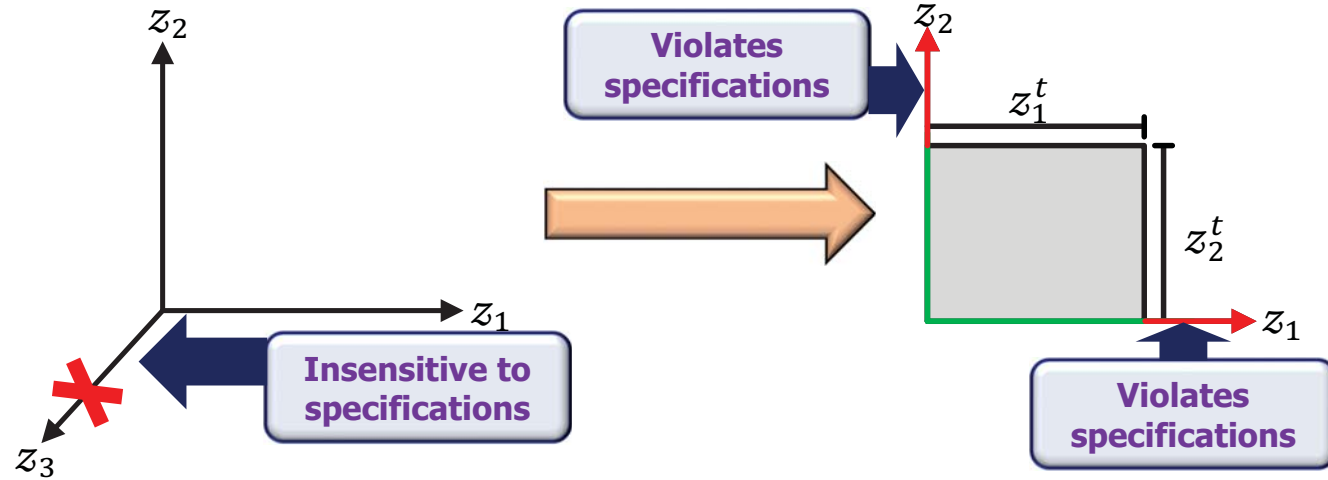 z₂
z₁
z₃
Insensitive to
specifications
Violates
specifications
z₂
z₁ᵗ
z₂ᵗ
z₁
Violates
specifications